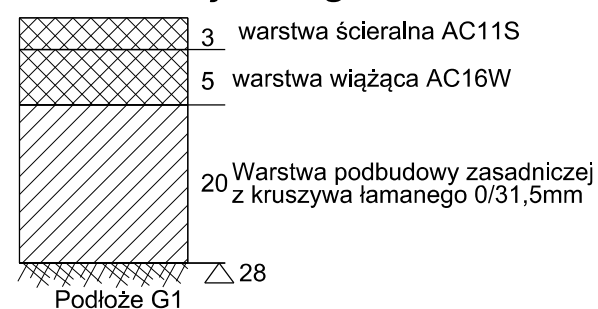 3 warstwa ścieralna AC11S
5 warstwa wiążąca AC16W
20 Warstwa podbudowy zasadniczej
z kruszywa łamanego 0/31,5mm
28
Podłoże G1